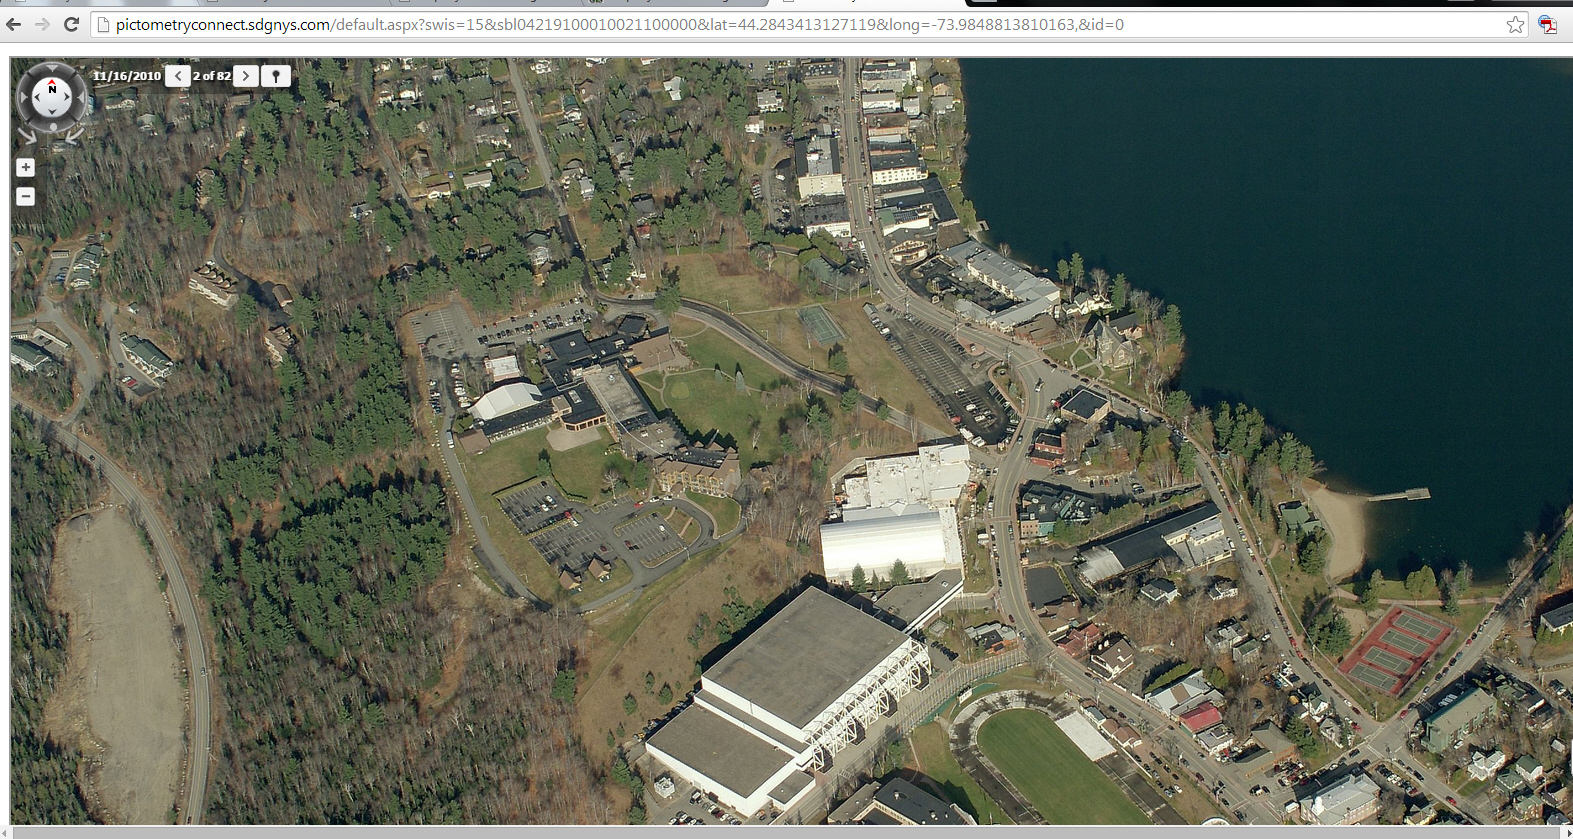 pictometryconnect.sdgnys.com/default.aspx?swis=15&sbl04219100010021100000&lat=44.2843413127119&long=-73.9848813810163,&id=0
11/16/2010 < 2 of 82 >
N
+
−